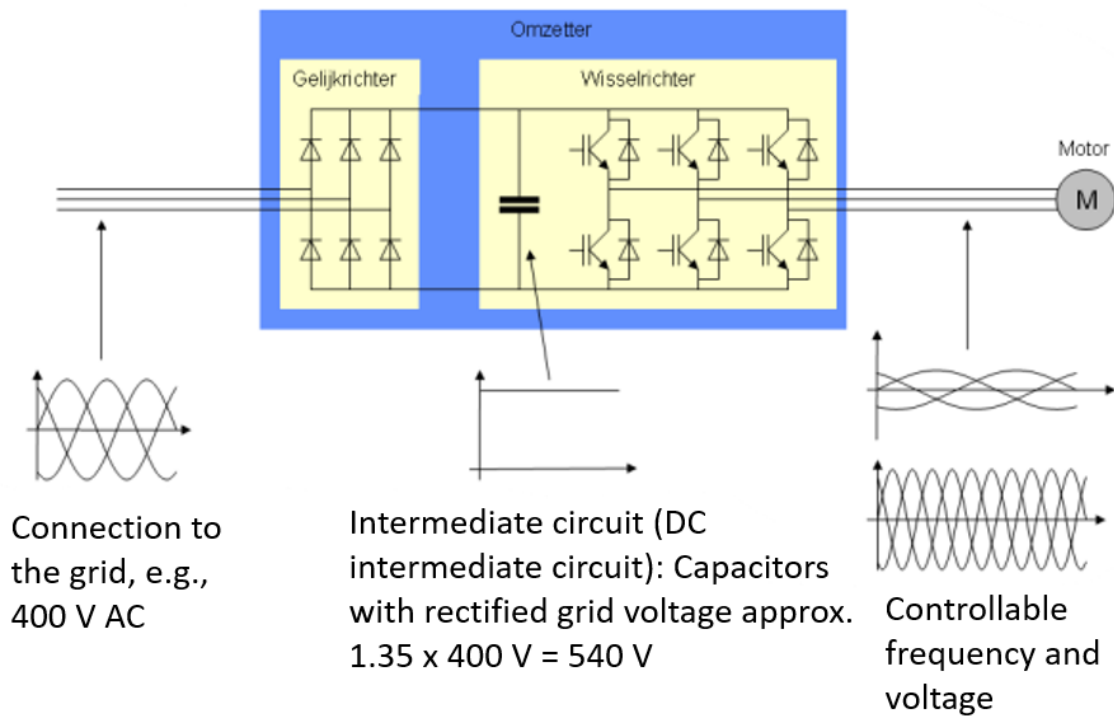 Omzetter
Gelijkrichter
Wisselrichter
Motor
M
Connection to
the grid, e.g.,
400 V AC
Intermediate circuit (DC
intermediate circuit): Capacitors
with rectified grid voltage approx.
1.35 x 400 V = 540 V
Controllable
frequency and
voltage